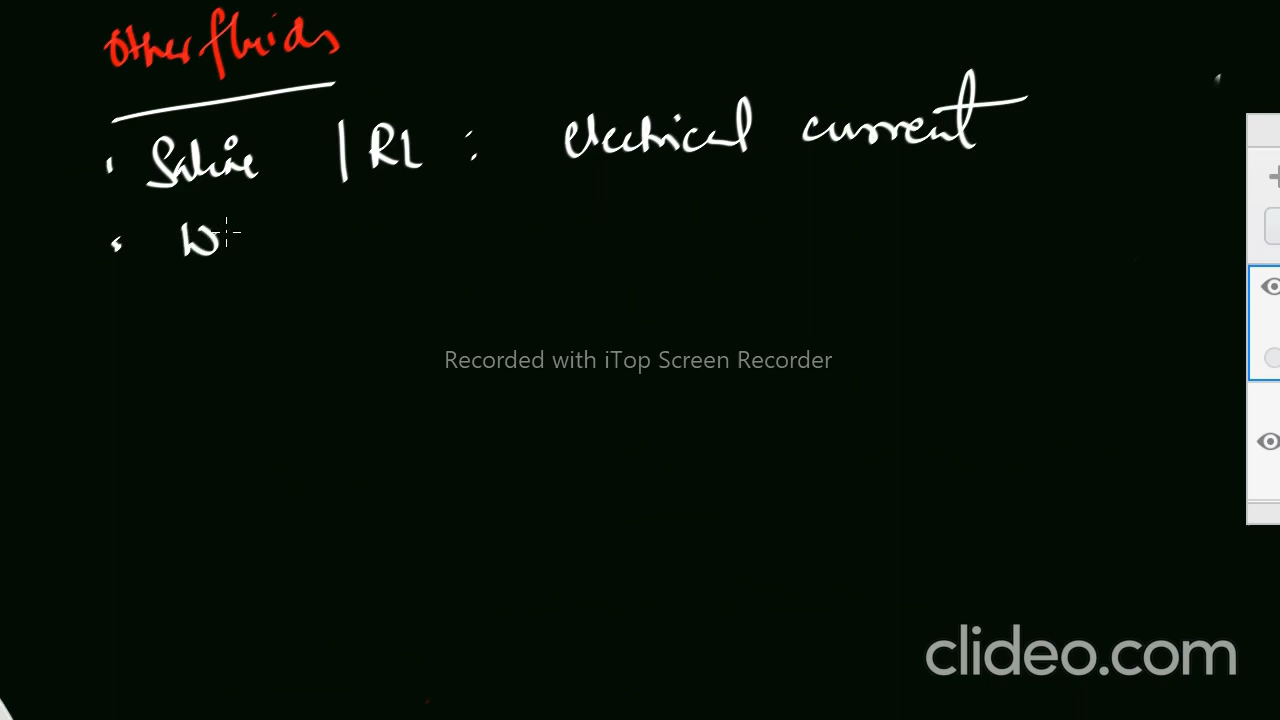 Other fluids
• Saline / RL : electrical current
• W
Recorded with iTop Screen Recorder
clideo.com